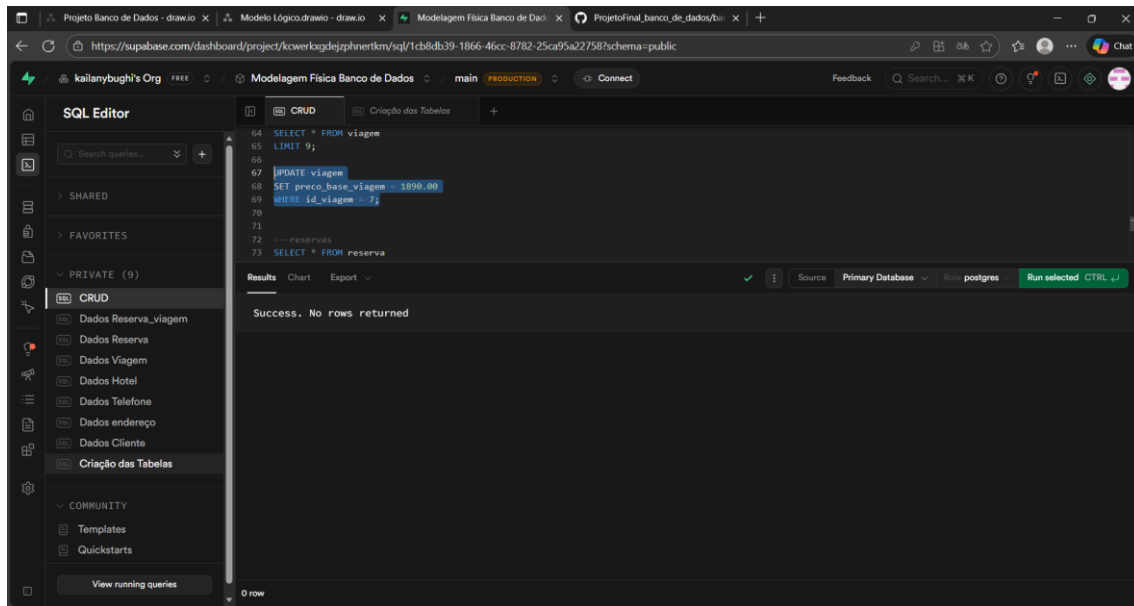 Projeto Banco de Dados - draw.io
Modelo Lógico.drawio - draw.io
Modelagem Física Banco de Dad
ProjetoFinal_banco_de_dados/ba
https://supabase.com/dashboard/project/kcwerkxgdejzphnertkm/sql/1cb8db39-1866-46cc-8782-25ca95a22758?schema=public
Chat
kailanybughi's Org FREE / Modelagem Física Banco de Dados / main PRODUCTION Connect
Feedback Search... ⌘ K
SQL Editor
CRUD
Criação das Tabelas
Search queries...
SHARED
FAVORITES
PRIVATE (9)
CRUD
Dados Reserva_viagem
Dados Reserva
Dados Viagem
Dados Hotel
Dados Telefone
Dados endereço
Dados Cliente
Criação das Tabelas
COMMUNITY
Templates
Quickstarts
View running queries
64 SELECT * FROM viagem
65 LIMIT 9;
66
67 UPDATE viagem
68 SET preco_base_viagem = 1890.00
69 WHERE id_viagem = 7;
70
71
72 ---reservas
73 SELECT * FROM reserva
Results Chart Export
Source Primary Database Role postgres Run selected CTRL
Success. No rows returned
0 row